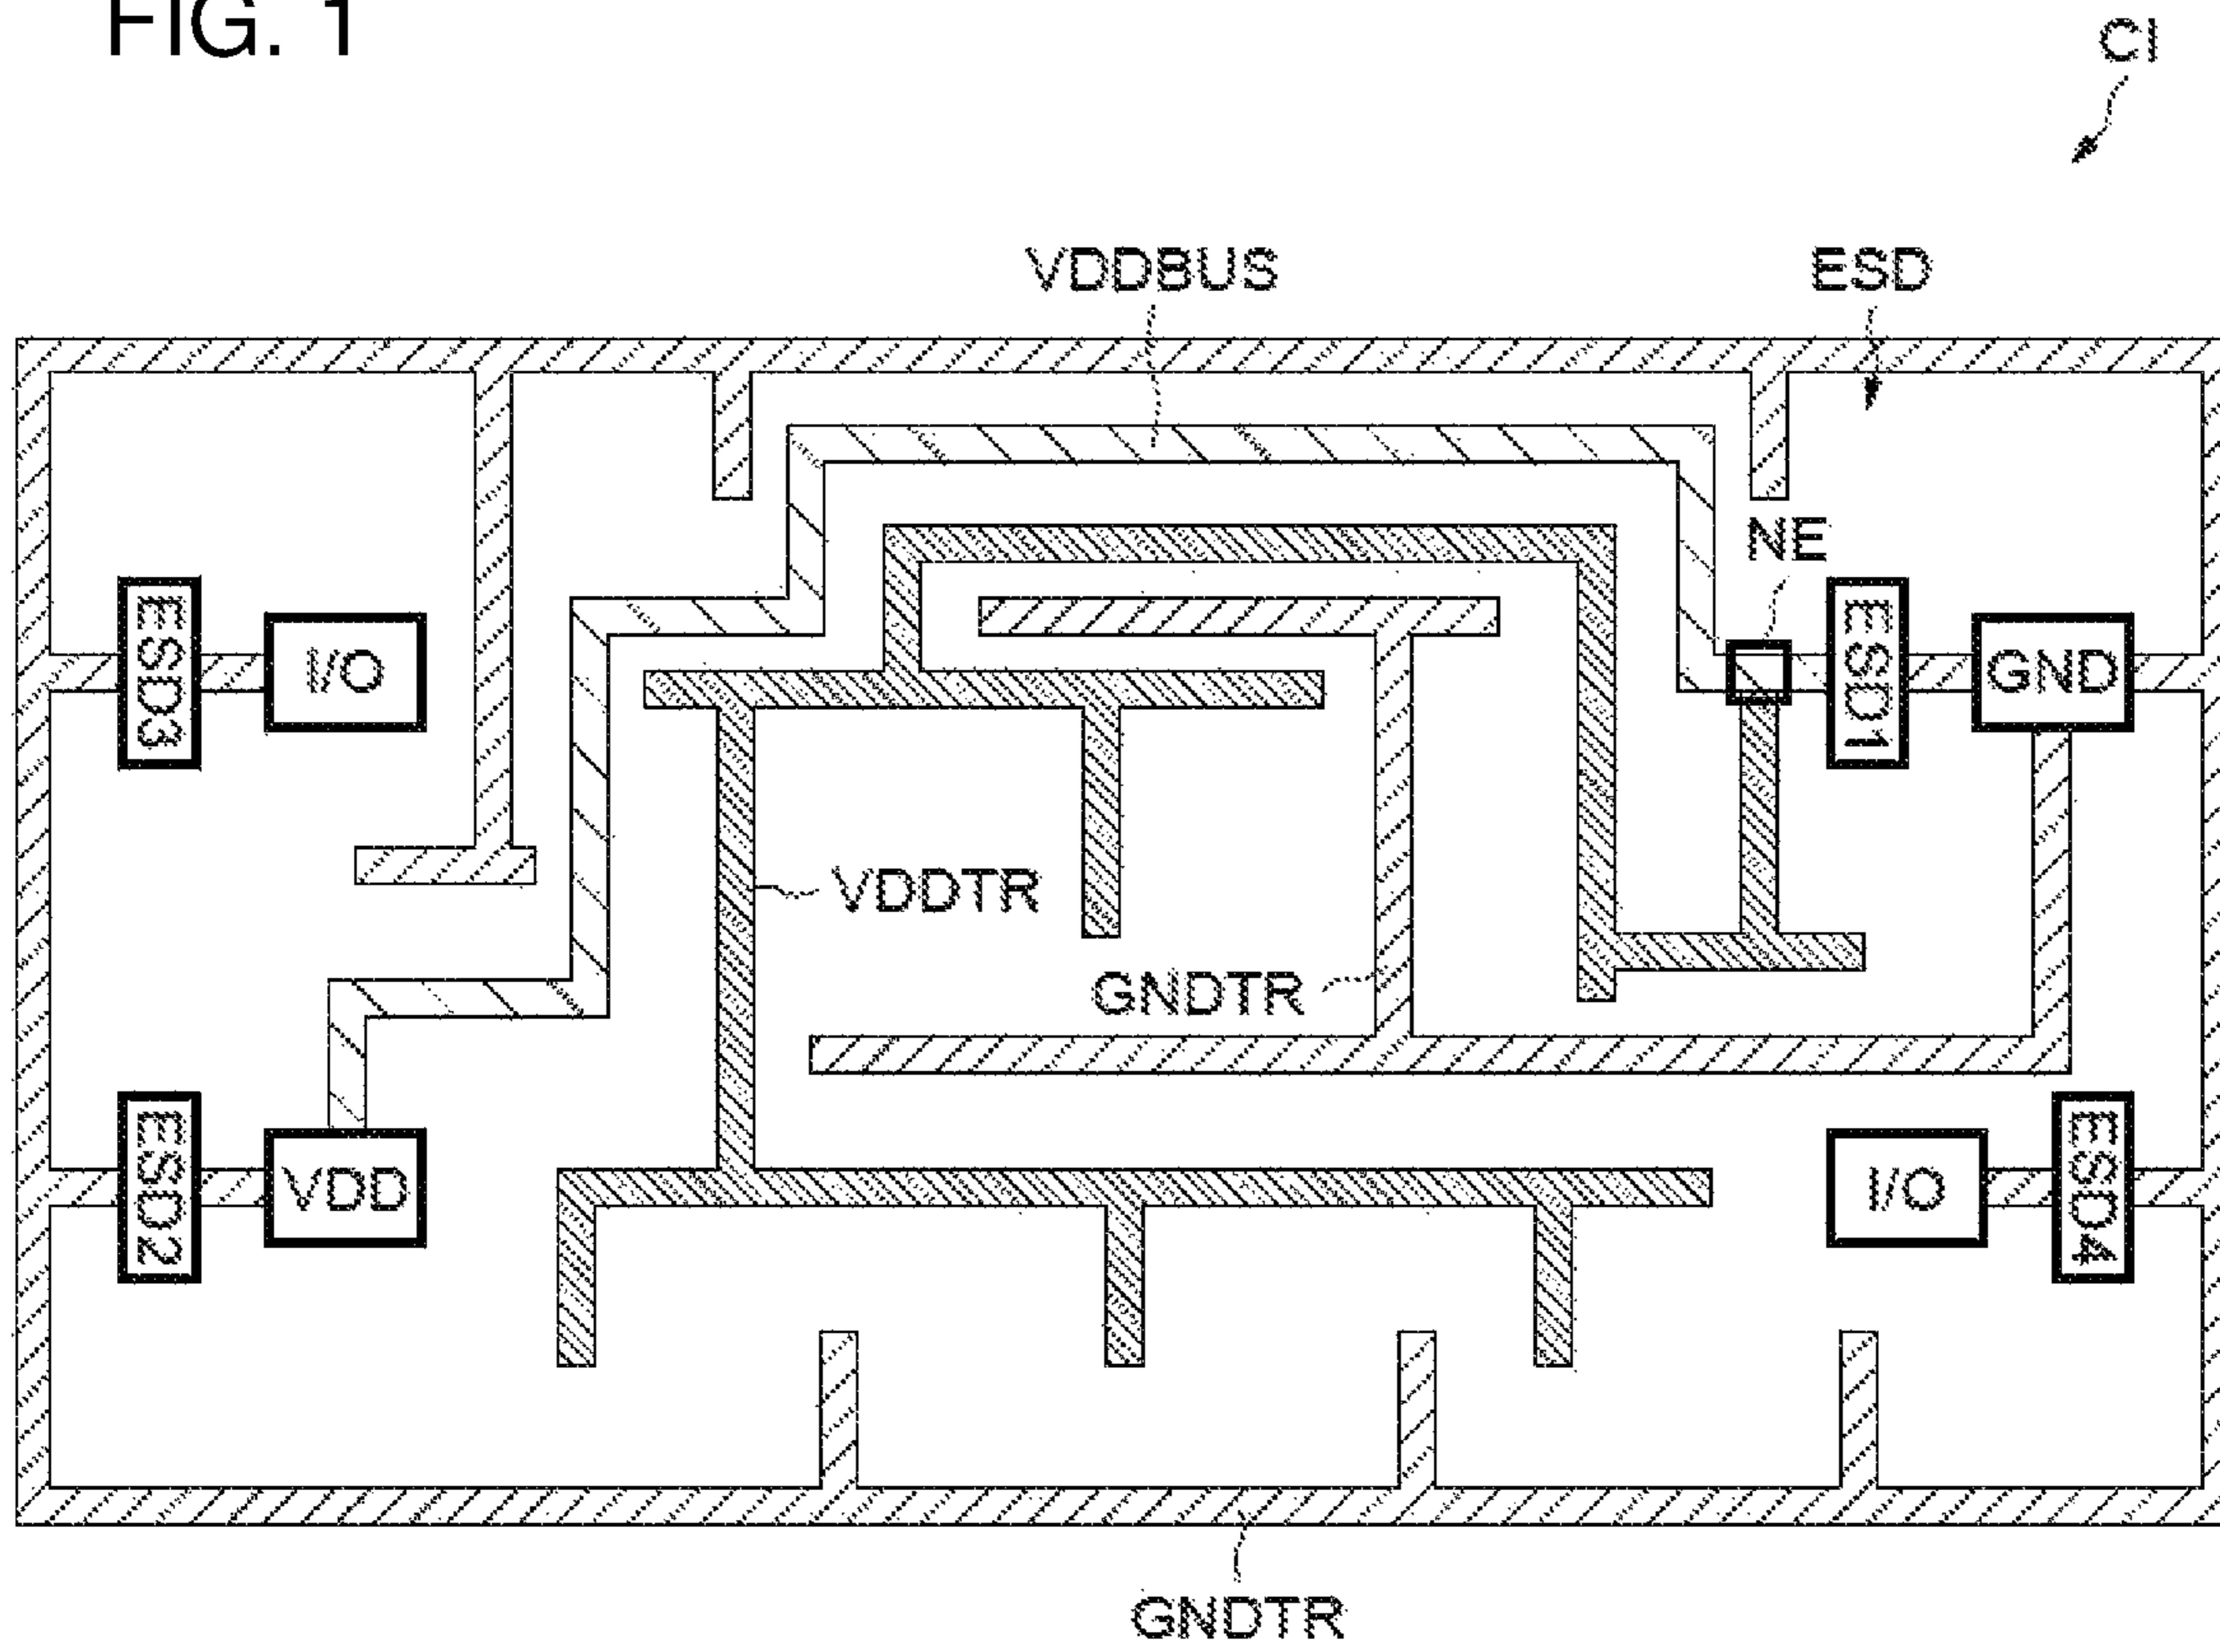 FIG. 1
CI
VDDBUS
ESD
NE
ESD3
I/O
ESD1
GND
VDDTR
GNDTR
ESD2
VDD
I/O
ESD4
GNDTR